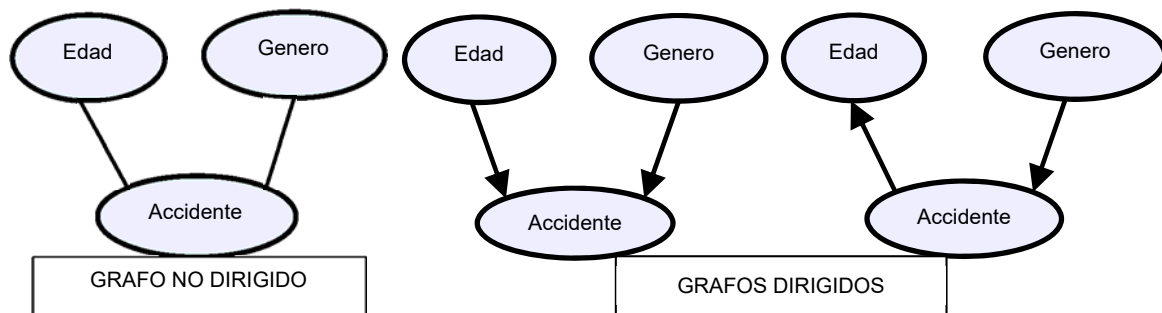 Edad
Genero
Accidente
GRAFO NO DIRIGIDO
Edad
Genero
Accidente
Edad
Genero
Accidente
GRAFOS DIRIGIDOS